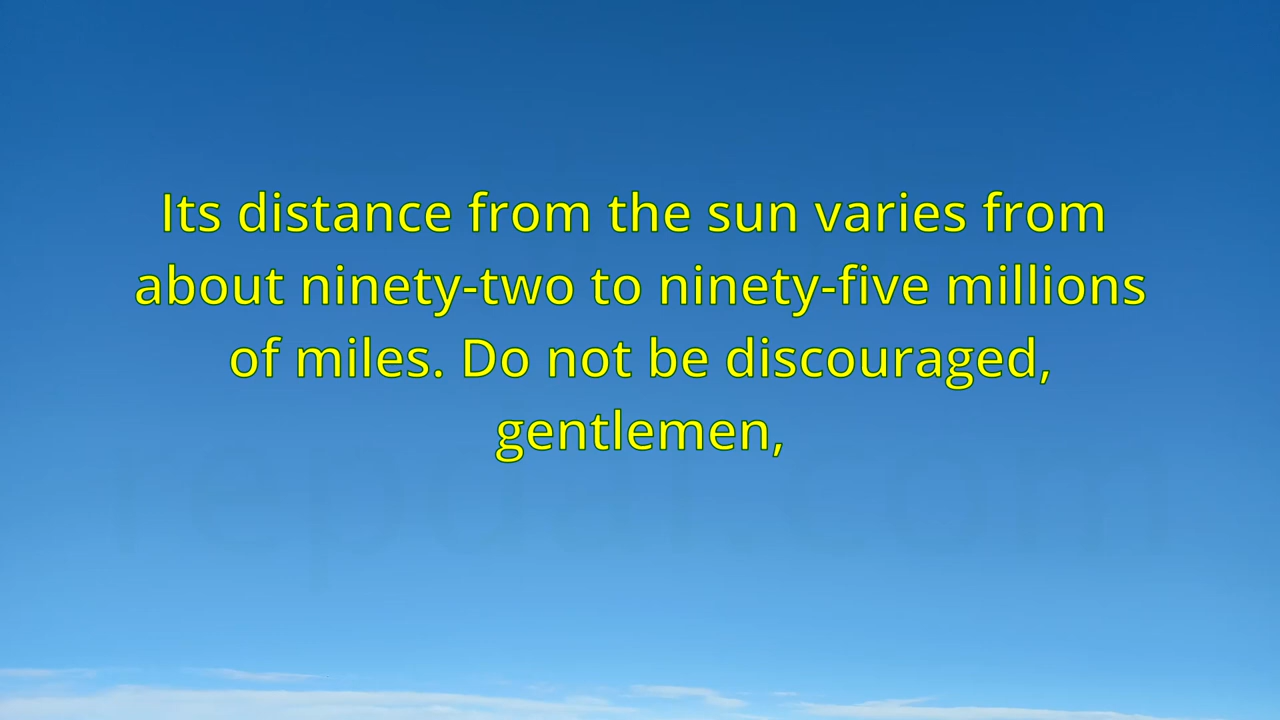 Its distance from the sun varies from
about ninety-two to ninety-five millions
of miles. Do not be discouraged,
gentlemen,